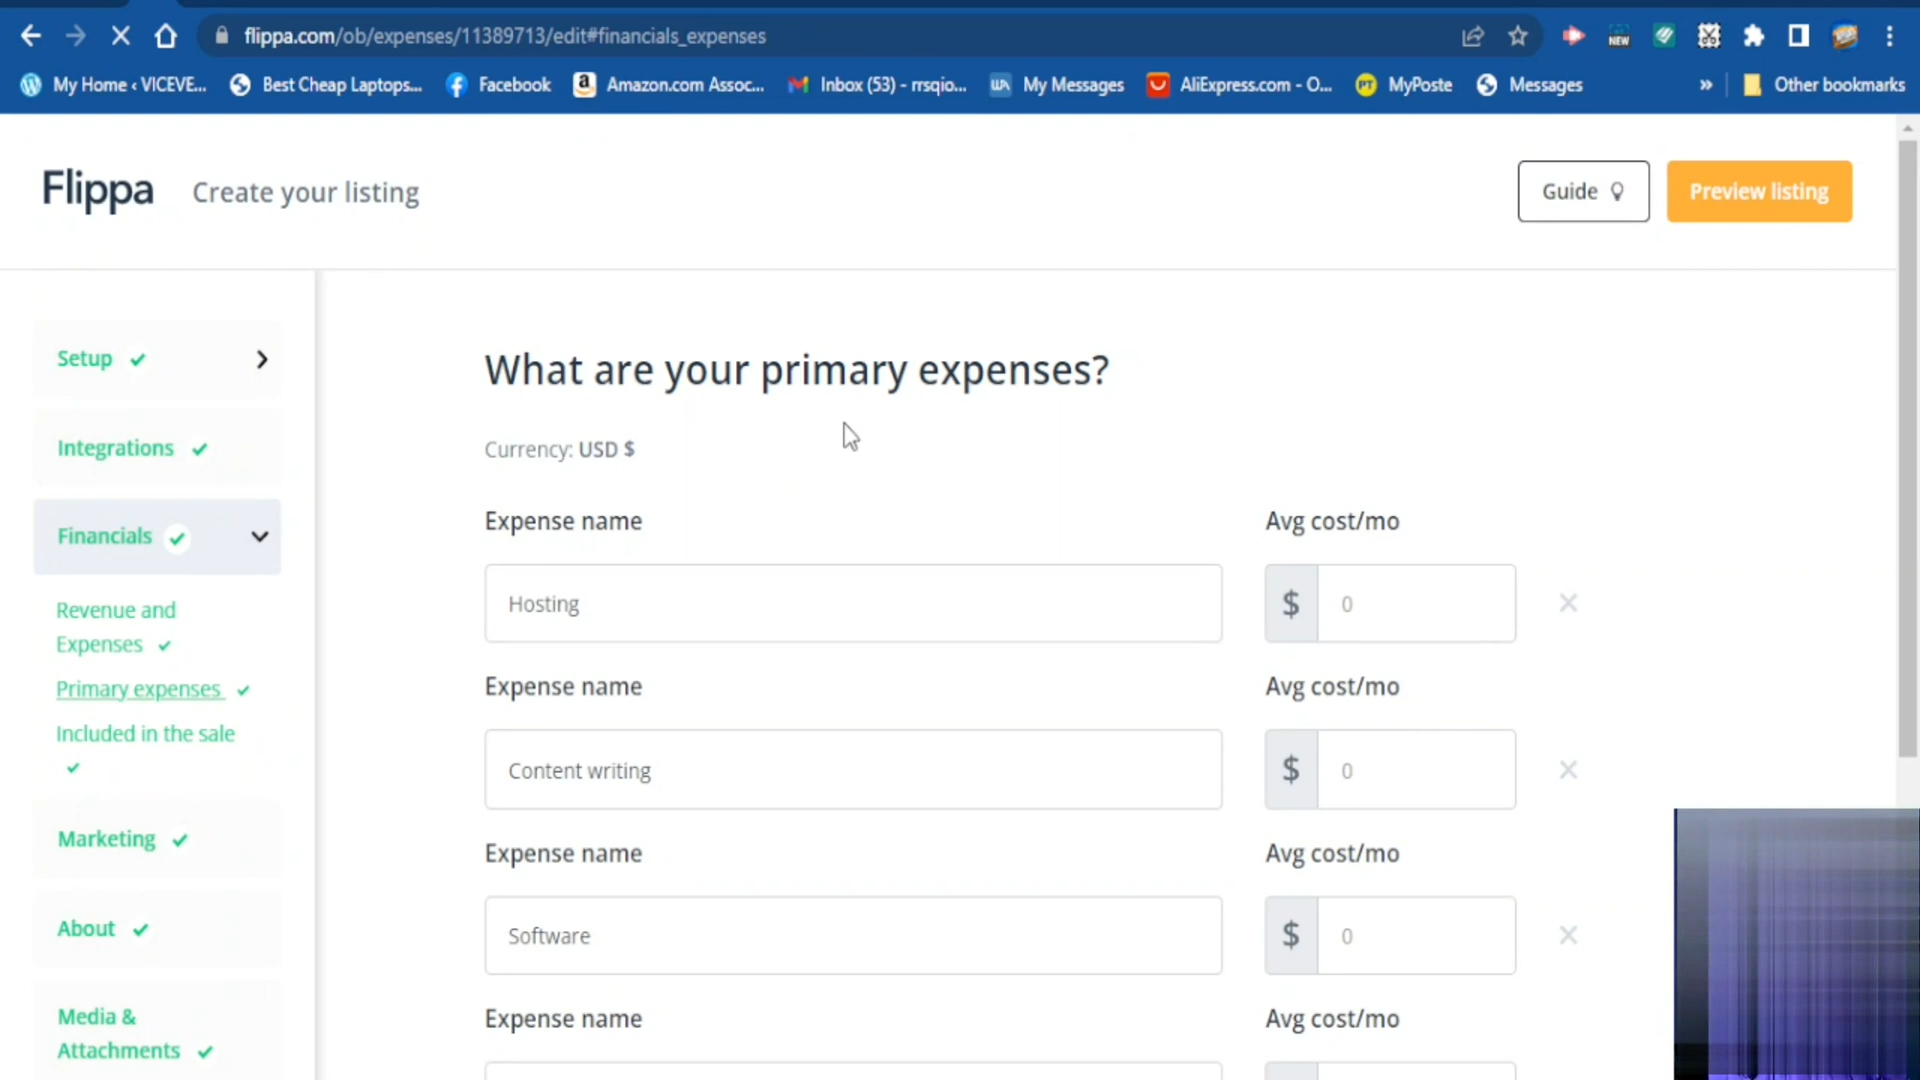 flippa.com/ob/expenses/11389713/edit#financials_expenses
NEW
My Home ‹ VICEVE...
Best Cheap Laptops...
Facebook
a
Amazon.com Assoc...
Inbox (53) - rrsqio...
WA
My Messages
AliExpress.com - O...
PT
MyPoste
Messages
»
Other bookmarks
Flippa
Create your listing
Guide
Preview listing
Setup
Integrations
Financials
Revenue and
Expenses
Primary expenses
Included in the sale
Marketing
About
Media &
Attachments
What are your primary expenses?
Currency: USD $
Expense name
Avg cost/mo
Hosting
$
0
Expense name
Avg cost/mo
Content writing
$
0
Expense name
Avg cost/mo
Software
$
0
Expense name
Avg cost/mo